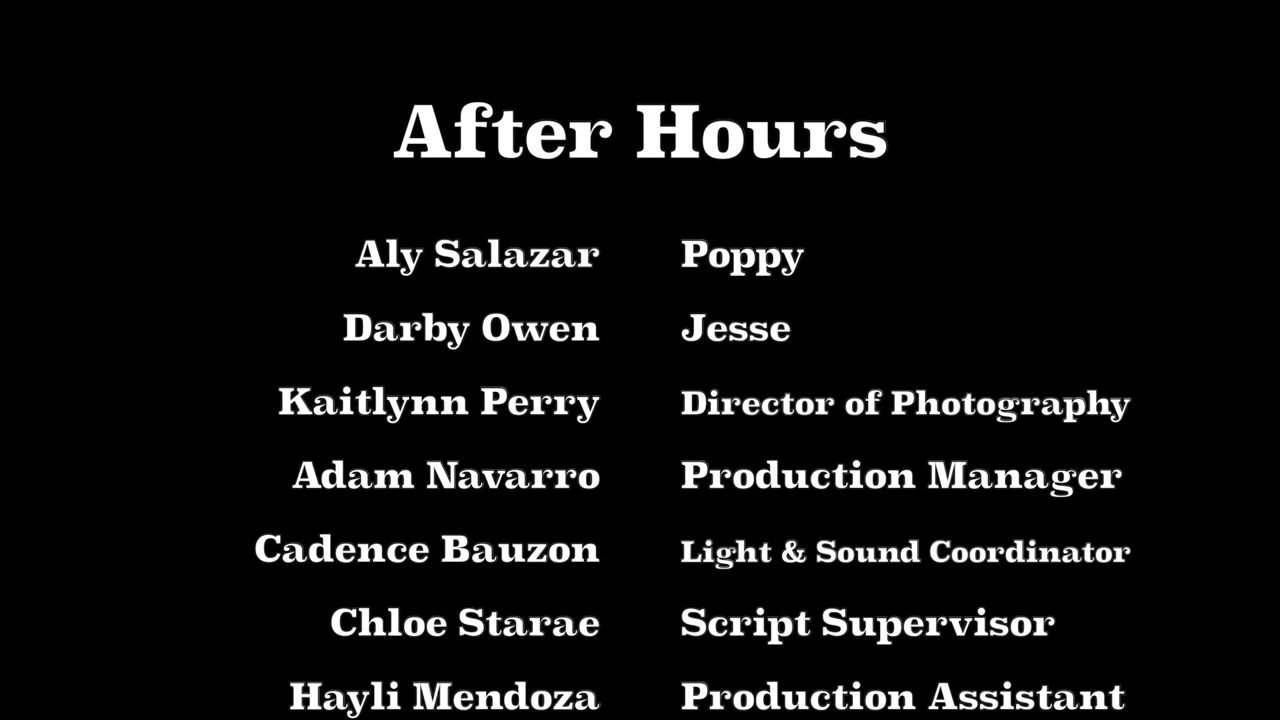 After Hours
Aly Salazar Poppy
Darby Owen Jesse
Kaitlynn Perry Director of Photography
Adam Navarro Production Manager
Cadence Bauzon Light & Sound Coordinator
Chloe Starae Script Supervisor
Hayli Mendoza Production Assistant